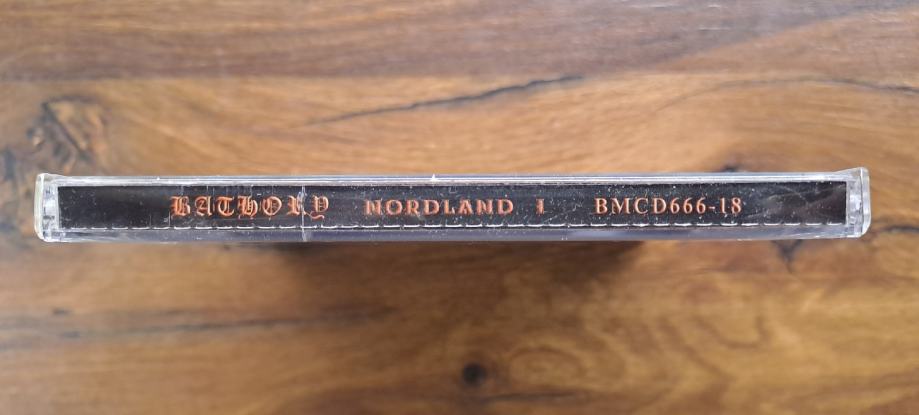 BATHORY NORDLAND I BMCD666-18